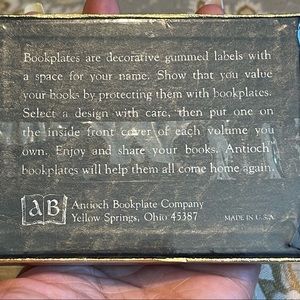 Bookplates are decorative gummed labels with
a space for your name. Show that you value
your books by protecting them with bookplates.
Select a design with care, then put one on
the inside front cover of each volume you
own. Enjoy and share your books. Antioch
bookplates will help them all come home again.
aB
Antioch Bookplate Company
Yellow Springs, Ohio 45387
MADE IN U.S.A.